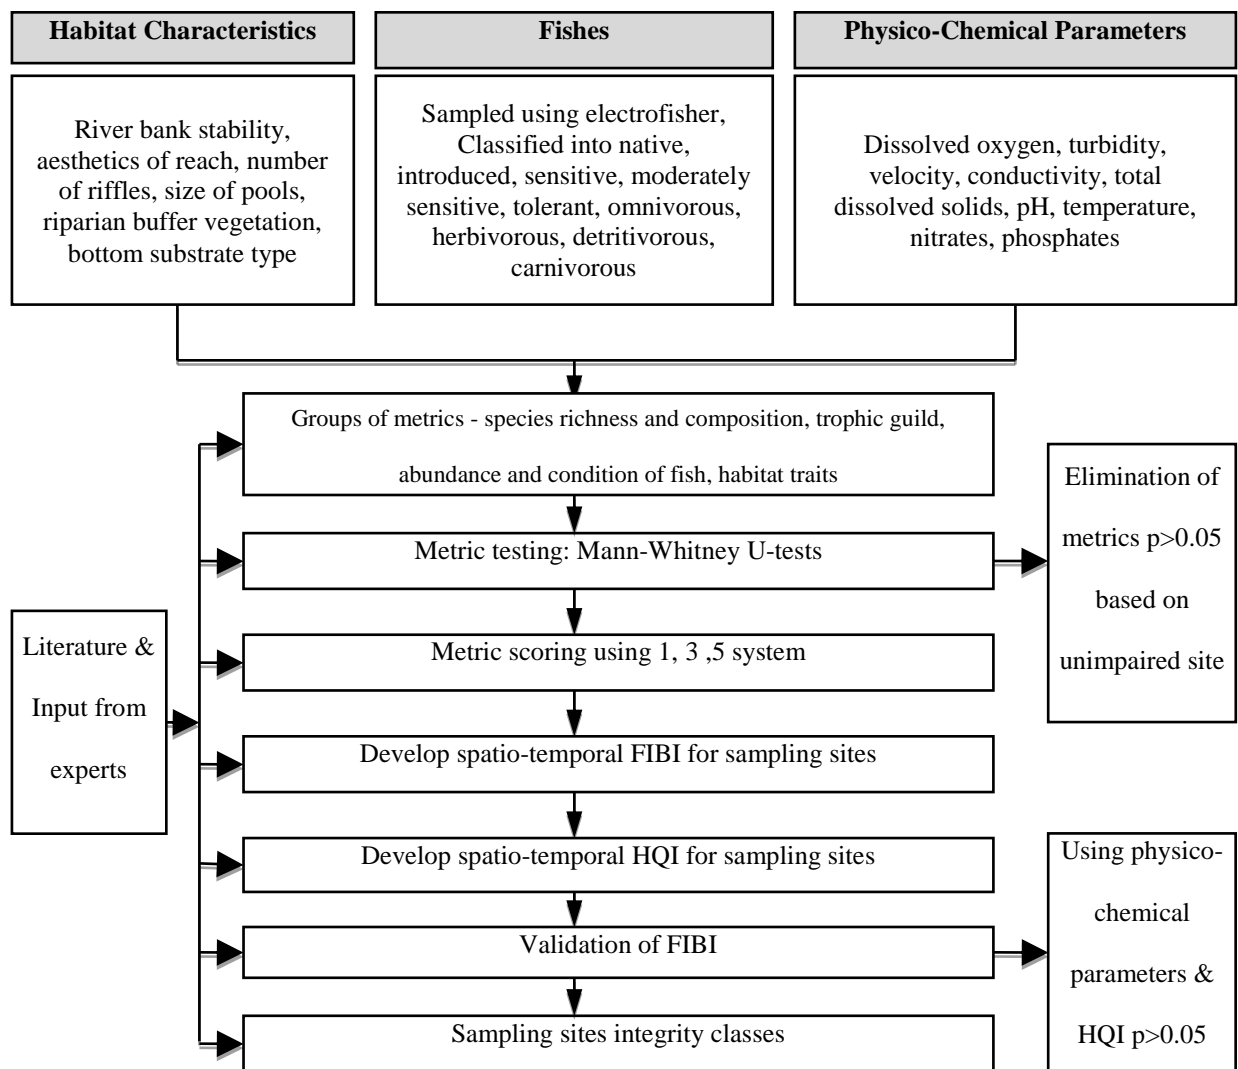 Habitat Characteristics
River bank stability,
aesthetics of reach, number
of riffles, size of pools,
riparian buffer vegetation,
bottom substrate type
Fishes
Sampled using electrofisher,
Classified into native,
introduced, sensitive, moderately
sensitive, tolerant, omnivorous,
herbivorous, detritivorous,
carnivorous
Physico-Chemical Parameters
Dissolved oxygen, turbidity,
velocity, conductivity, total
dissolved solids, pH, temperature,
nitrates, phosphates
Groups of metrics - species richness and composition, trophic guild,
abundance and condition of fish, habitat traits
Metric testing: Mann-Whitney U-tests
Elimination of
metrics p>0.05
based on
unimpaired site
Literature &
Input from
experts
Metric scoring using 1, 3 ,5 system
Develop spatio-temporal FIBI for sampling sites
Develop spatio-temporal HQI for sampling sites
Validation of FIBI
Using physico-
chemical
parameters &
HQI p>0.05
Sampling sites integrity classes